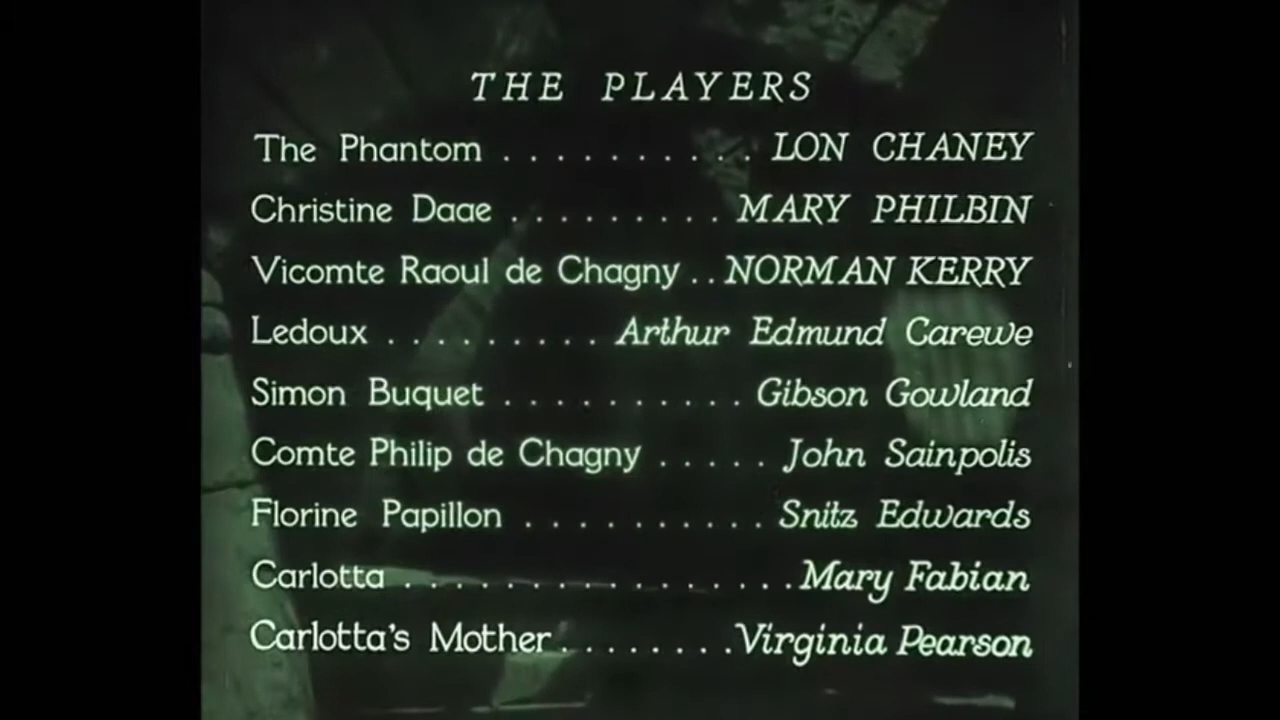 THE PLAYERS
The Phantom . . . . . . . . . . LON CHANEY
Christine Daae . . . . . . . . . MARY PHILBIN
Vicomte Raoul de Chagny . . NORMAN KERRY
Ledoux . . . . . . . . . Arthur Edmund Carewe
Simon Buquet . . . . . . . . . . Gibson Gowland
Comte Philip de Chagny . . . . . John Sainpolis
Florine Papillon . . . . . . . . . . Snitz Edwards
Carlotta . . . . . . . . . . . . . . . . Mary Fabian
Carlotta's Mother . . . . . . . . Virginia Pearson